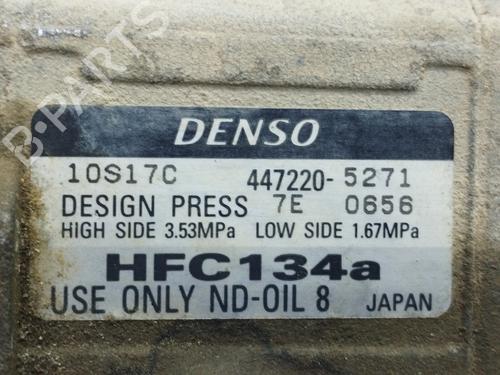 B-PARTS
DENSO
10S17C 447220-5271
DESIGN PRESS 7E 0656
HIGH SIDE 3.53MPa LOW SIDE 1.67MPa
HFC134a
USE ONLY ND-OIL 8 JAPAN